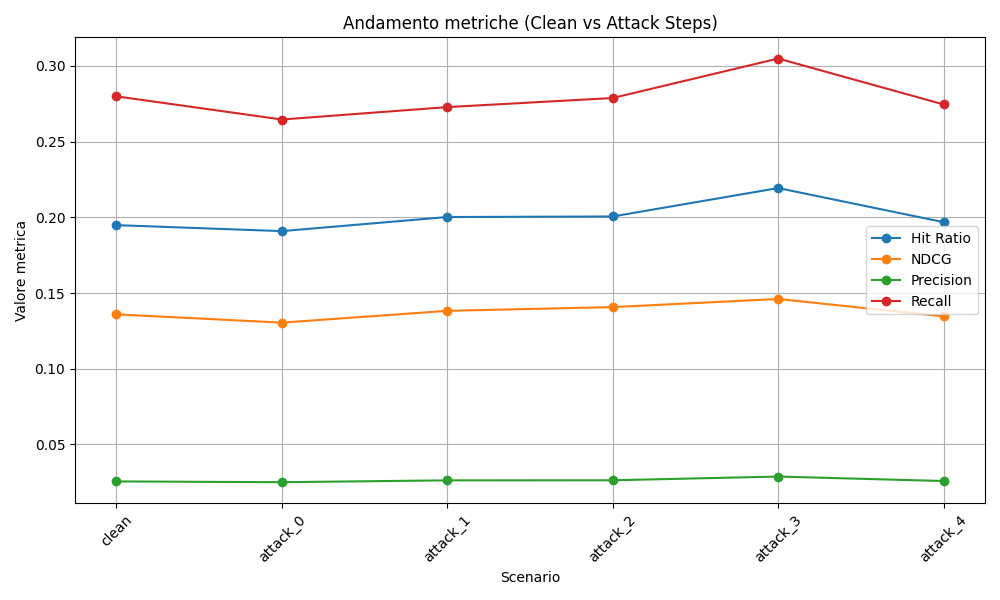 Andamento metriche (Clean vs Attack Steps)
Valore metrica
0.30
0.25
0.20
0.15
0.10
0.05
Hit Ratio
NDCG
Precision
Recall
clean
attack_0
attack_1
attack_2
attack_3
attack_4
Scenario